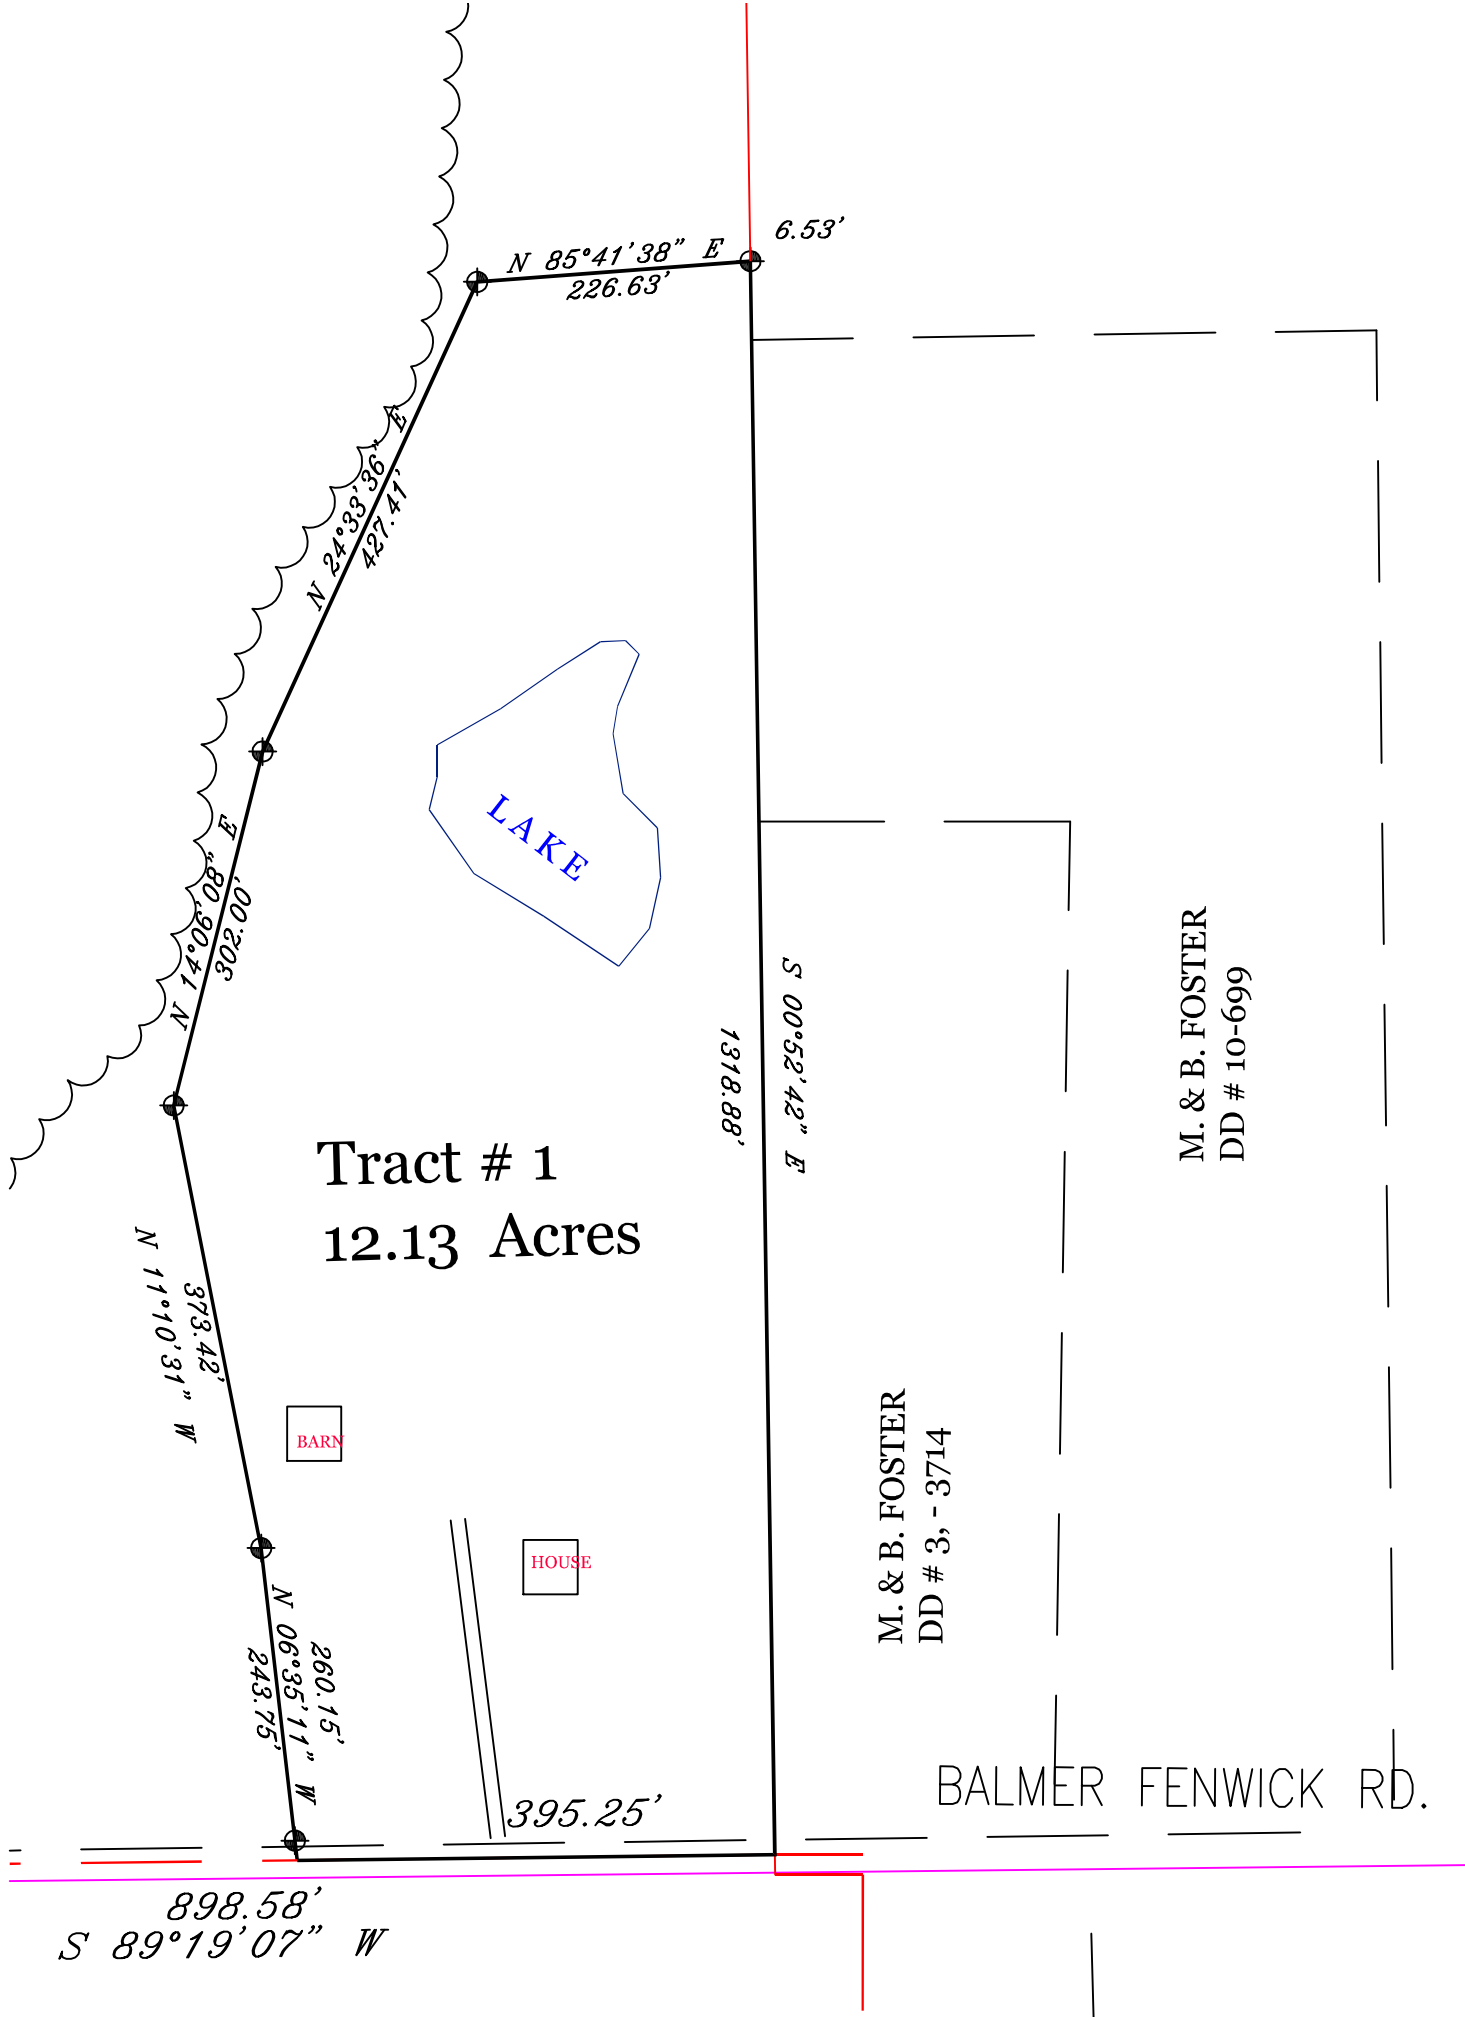 6.53'
N 85°41'38" E
226.63'
N 24°33'36" E
427.41'
LAKE
N 14°06'08" E
302.00'
S 00°52'42" E
1318.88'
M. & B. FOSTER
DD # 10-699
Tract # 1
12.13 Acres
N 11°10'31" W
373.42'
BARN
HOUSE
M. & B. FOSTER
DD # 3, - 3714
260.15'
N 06°35'11" W
243.75'
395.25'
BALMER FENWICK RD.
898.58'
S 89°19'07" W